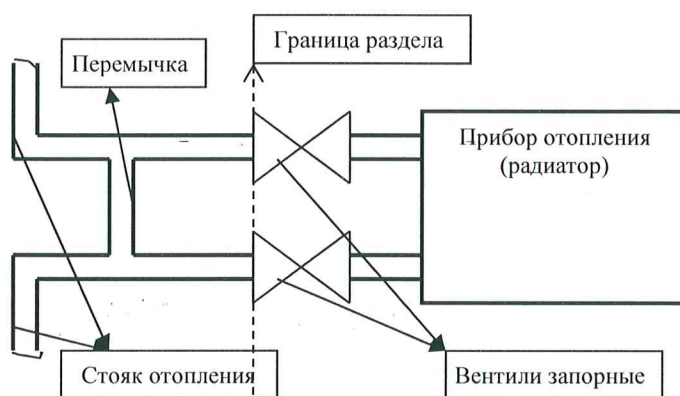 Граница раздела
Перемычка
Прибор отопления
(радиатор)
Стояк отопления
Вентили запорные